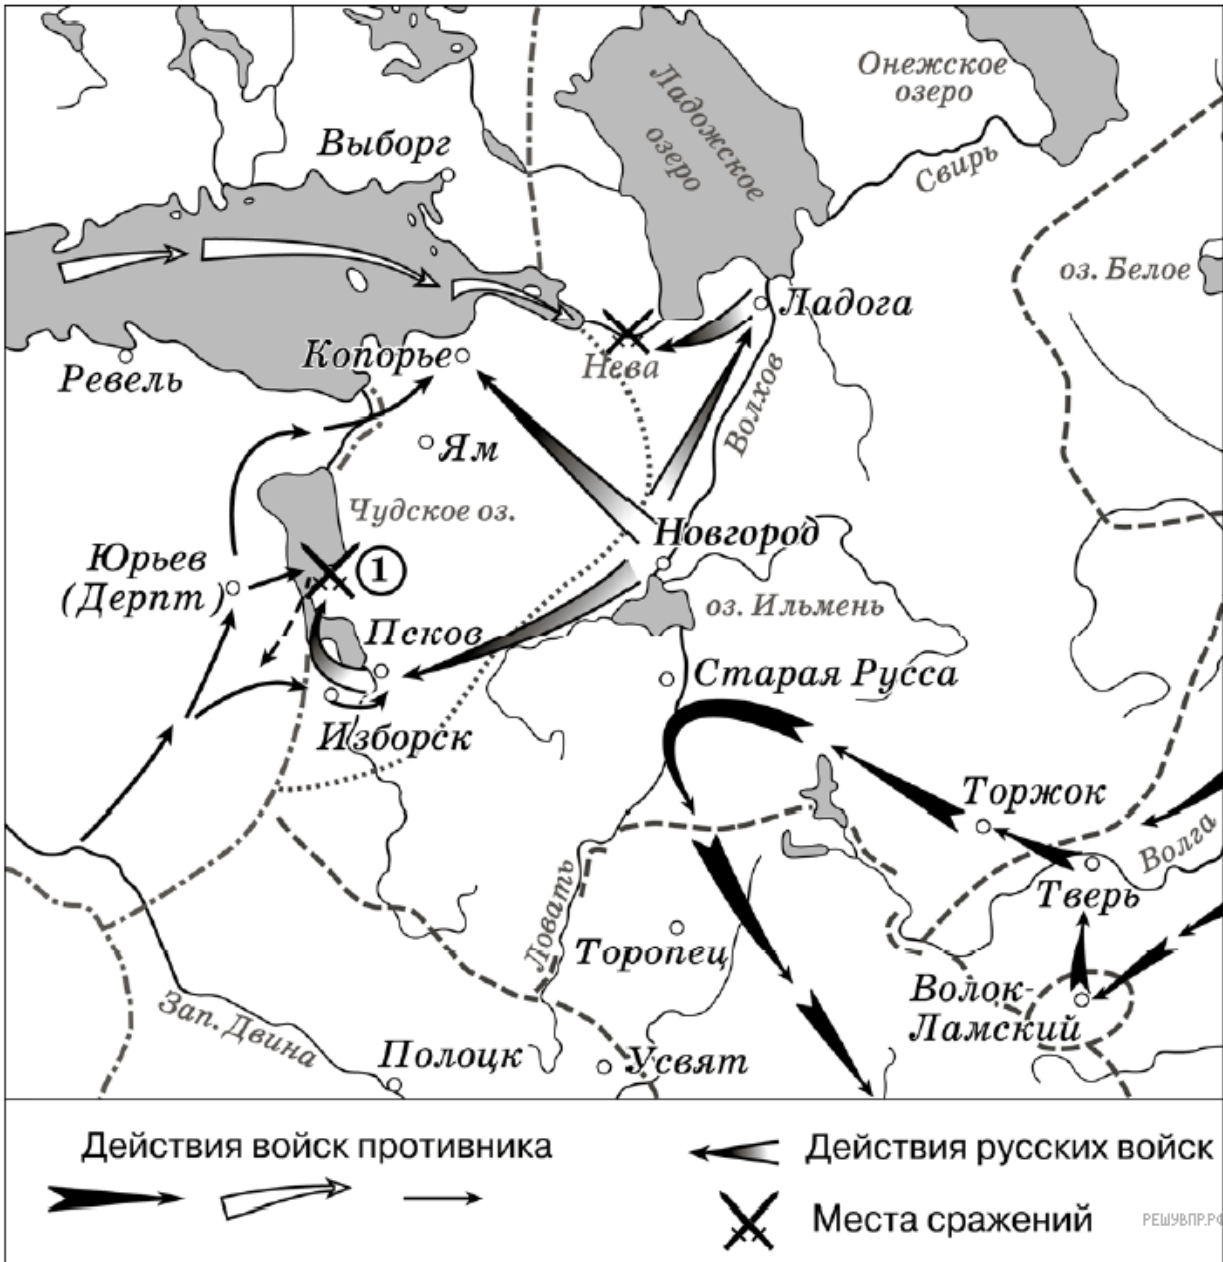 Онежское
озеро
Ладожское
озеро
Выборг
Свирь
оз. Белое
Ладога
Копорье
Нева
Ревель
Волхов
Ям
Чудское оз.
Новгород
Юрьев
(Дерпт)
1
оз. Ильмень
Псков
Старая Русса
Изборск
Торжок
Волга
Тверь
Ловать
Торопец
Волок-
Ламский
Зап. Двина
Полоцк
Усвят
Действия войск противника
Действия русских войск
Места сражений
РЕШУВПР.РФ